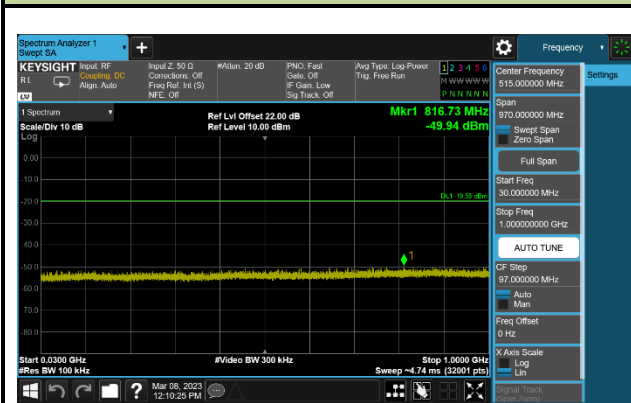 Spectrum Analyzer 1
Swept SA
+
Frequency
KEYSIGHT
Input: RF
Input Z: 50 Ω
#Atten: 20 dB
PNO: Fast
Avg Type: Log-Power
1 2 3 4 5 6
RL
Coupling: DC
Corrections: Off
Gate: Off
Trig: Free Run
M W W W W W
Align: Auto
Freq Ref: Int (S)
IF Gain: Low
P N N N N N
NFE: Off
Sig Track: Off
LXI
1 Spectrum
Ref Lvl Offset 22.00 dB
Mkr1 816.73 MHz
Scale/Div 10 dB
Ref Level 10.00 dBm
-49.94 dBm
Log
0.00
-10.0
-20.0
-30.0
-40.0
-50.0
-60.0
-70.0
-80.0
DL1 -19.58 dBm
1
Start 0.0300 GHz
#Video BW 300 kHz
Stop 1.0000 GHz
#Res BW 100 kHz
Sweep ~4.74 ms (32001 pts)
Center Frequency
515.000000 MHz
Settings
Span
970.000000 MHz
Swept Span
Zero Span
Full Span
Start Freq
30.000000 MHz
Stop Freq
1.000000000 GHz
AUTO TUNE
CF Step
97.000000 MHz
Auto
Man
Freq Offset
0 Hz
X Axis Scale
Log
Lin
Signal Track
(Span Zoom)
?
Mar 08, 2023
12:10:25 PM